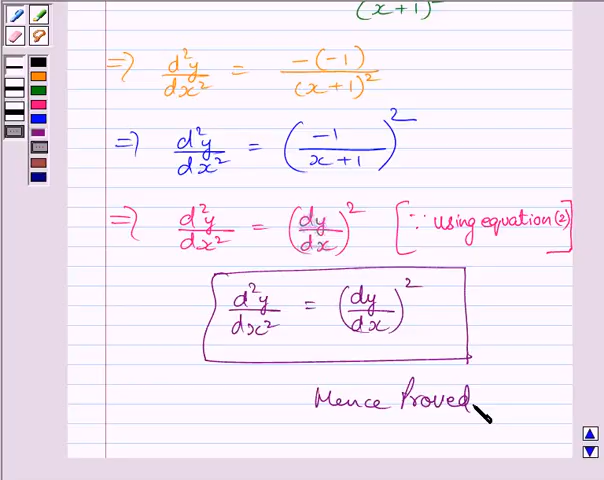 (x+1)²
⇒ d²y/dx² = -(-1)/(x+1)²
⇒ d²y/dx² = (-1/(x+1))²
⇒ d²y/dx² = (dy/dx)² [∵ using equation (2)]
d²y/dx² = (dy/dx)²
Hence Proved